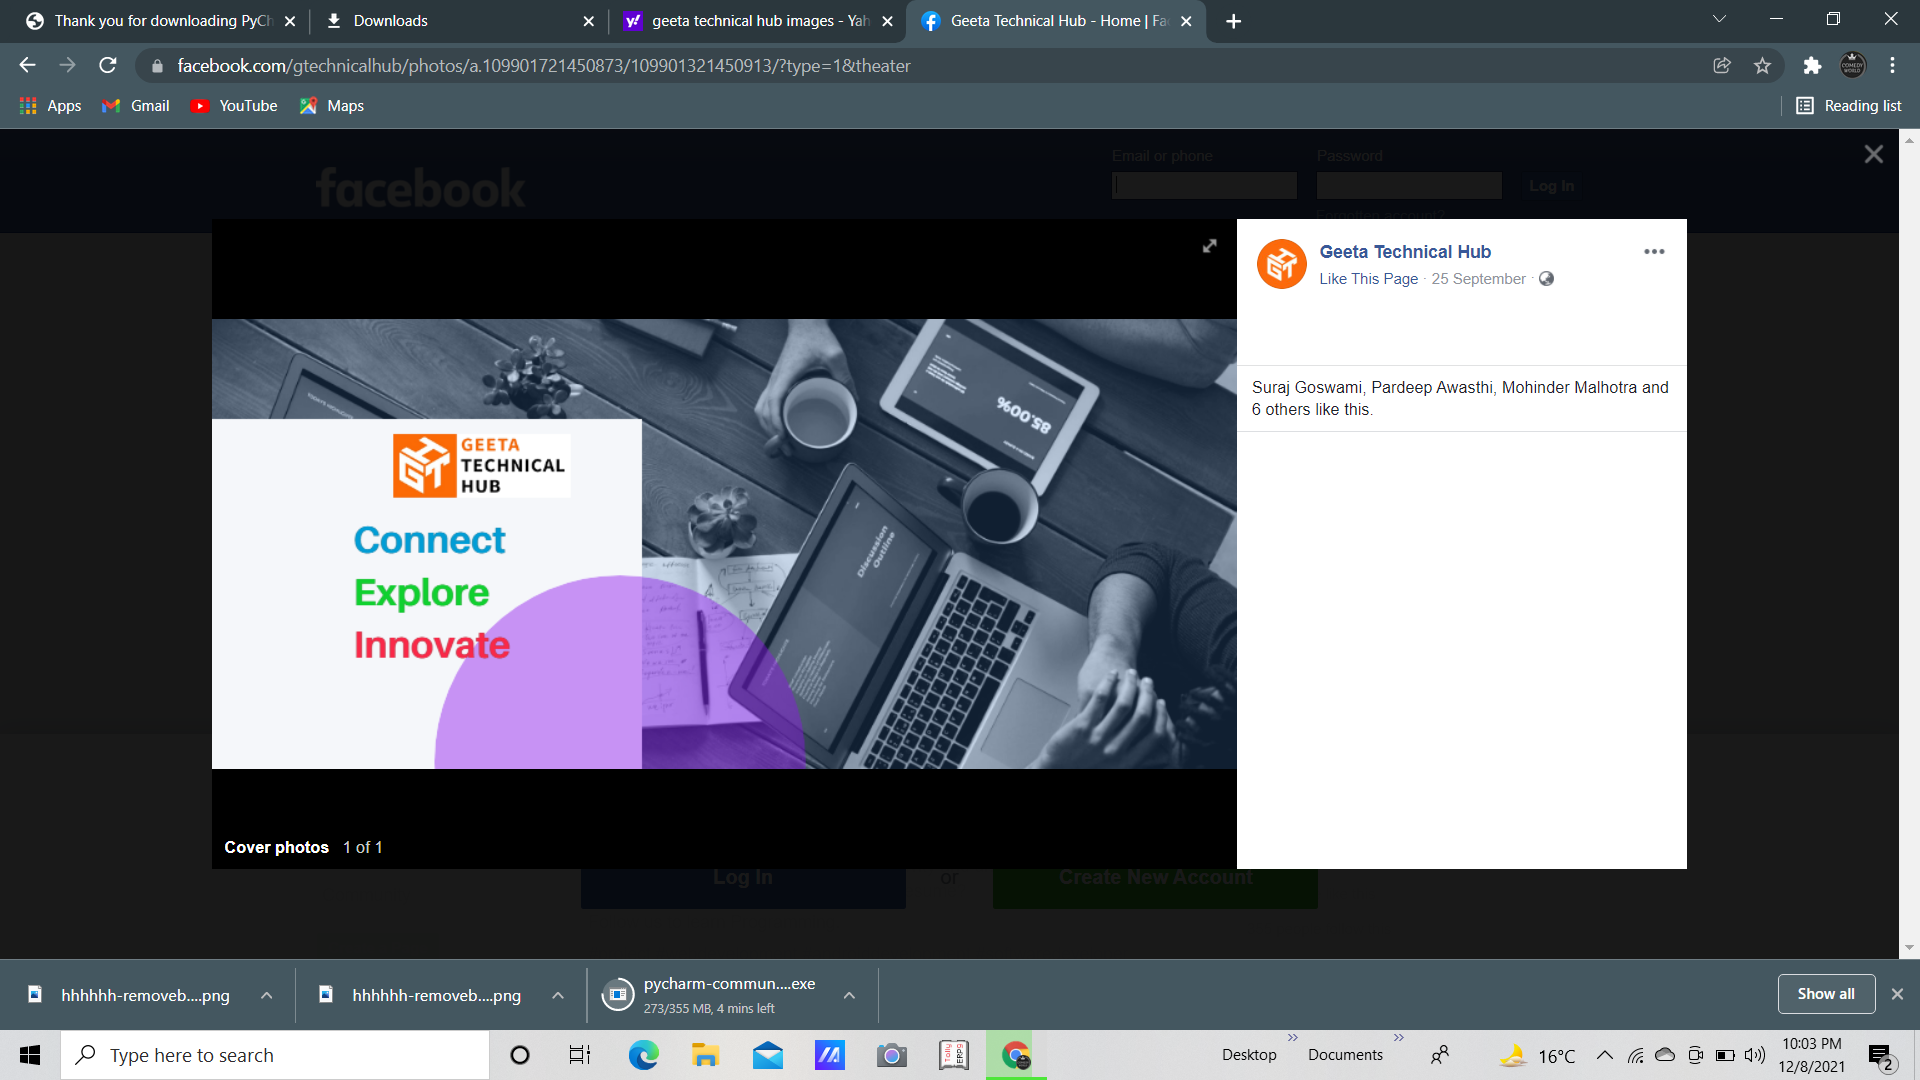 Thank you for downloading PyCh
Downloads
geeta technical hub images - Yah
Geeta Technical Hub - Home | Fac
facebook.com/gtechnicalhub/photos/a.109901721450873/109901321450913/?type=1&theater
Apps
Gmail
YouTube
Maps
Reading list
facebook
Email or phone
Password
Log In
Geeta Technical Hub
Like This Page · 25 September ·
Suraj Goswami, Pardeep Awasthi, Mohinder Malhotra and
6 others like this.
85.00%
GEETA
TECHNICAL
HUB
Connect
Explore
Innovate
Discussion
Outline
Cover photos 1 of 1
Log In
or
Create New Account
hhhhhh-removeb....png
hhhhhh-removeb....png
pycharm-commun....exe
273/355 MB, 4 mins left
Show all
Type here to search
Tally
ERP9
Desktop
Documents
16°C
10:03 PM
12/8/2021
2